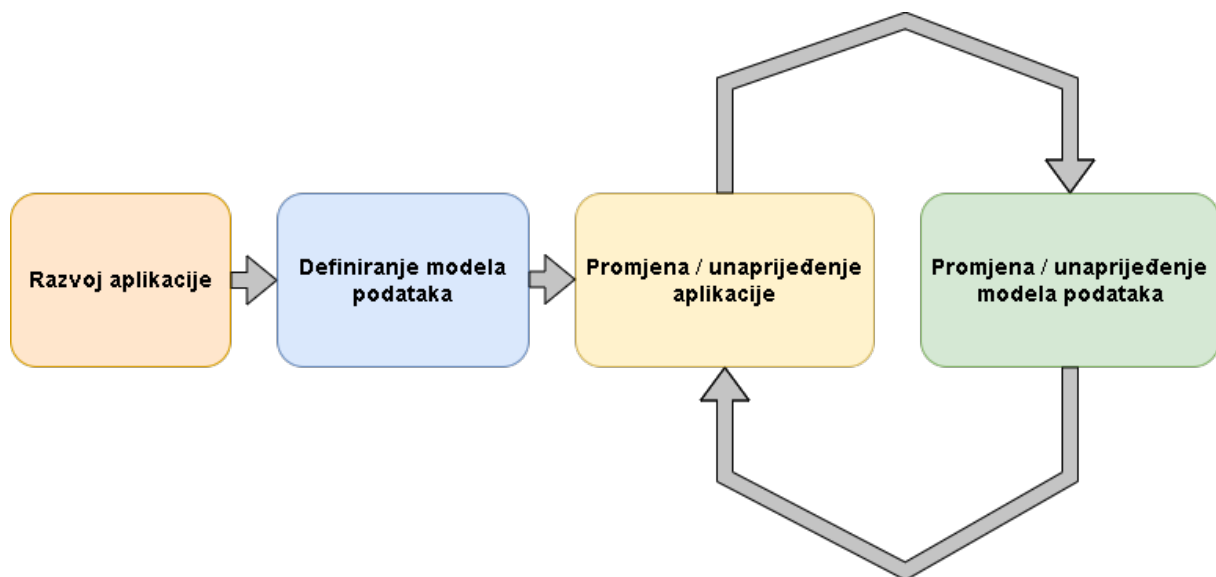 Razvoj aplikacije
Definiranje modela
podataka
Promjena / unaprijeđenje
aplikacije
Promjena / unaprijeđenje
modela podataka